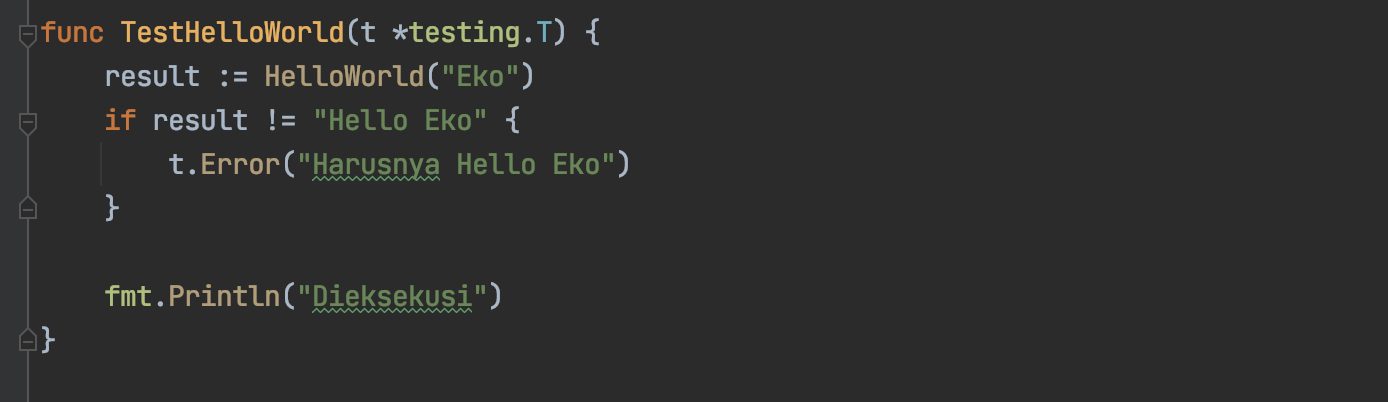 func TestHelloWorld(t *testing.T) {
    result := HelloWorld("Eko")
    if result != "Hello Eko" {
        t.Error("Harusnya Hello Eko")
    }

    fmt.Println("Dieksekusi")
}